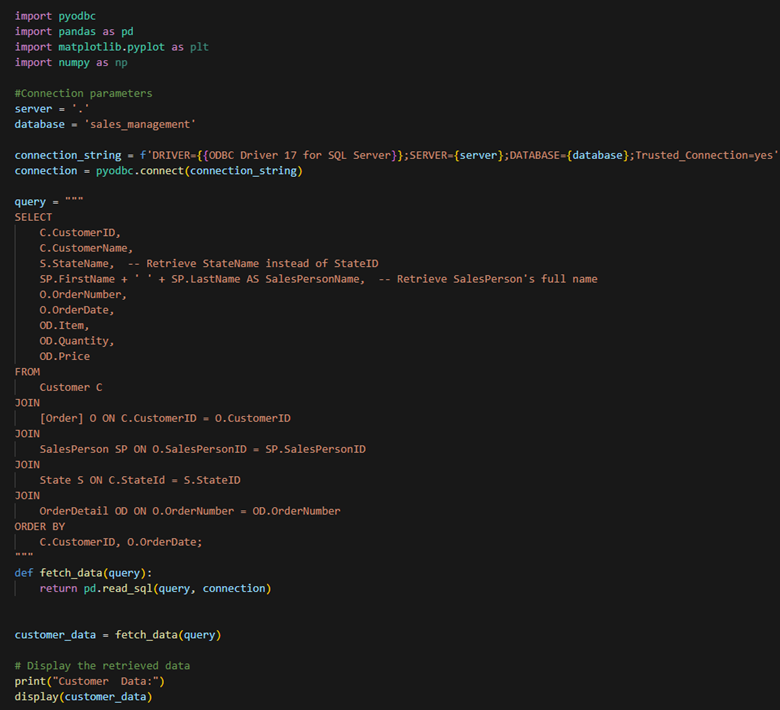 import pyodbc
import pandas as pd
import matplotlib.pyplot as plt
import numpy as np
#Connection parameters
server = '.'
database = 'sales_management'
connection_string = f'DRIVER={{ODBC Driver 17 for SQL Server}};SERVER={server};DATABASE={database};Trusted_Connection=yes'
connection = pyodbc.connect(connection_string)
query = """
SELECT
    C.CustomerID,
    C.CustomerName,
    S.StateName,  -- Retrieve StateName instead of StateID
    SP.FirstName + ' ' + SP.LastName AS SalesPersonName,  -- Retrieve SalesPerson's full name
    O.OrderNumber,
    O.OrderDate,
    OD.Item,
    OD.Quantity,
    OD.Price
FROM
    Customer C
JOIN
    [Order] O ON C.CustomerID = O.CustomerID
JOIN
    SalesPerson SP ON O.SalesPersonID = SP.SalesPersonID
JOIN
    State S ON C.StateId = S.StateID
JOIN
    OrderDetail OD ON O.OrderNumber = OD.OrderNumber
ORDER BY
    C.CustomerID, O.OrderDate;
"""
def fetch_data(query):
    return pd.read_sql(query, connection)
customer_data = fetch_data(query)
# Display the retrieved data
print("Customer  Data:")
display(customer_data)